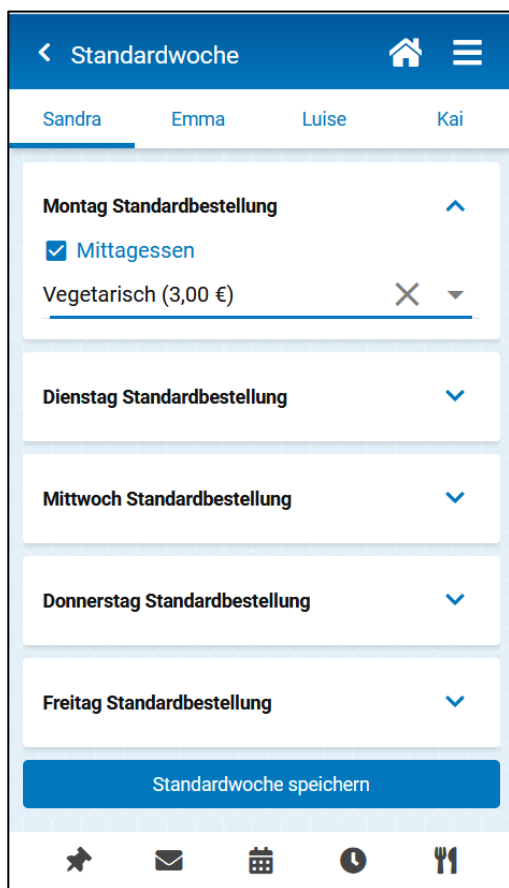 Standardwoche
Sandra Emma Luise Kai
Montag Standardbestellung
Mittagessen
Vegetarisch (3,00 €)
Dienstag Standardbestellung
Mittwoch Standardbestellung
Donnerstag Standardbestellung
Freitag Standardbestellung
Standardwoche speichern